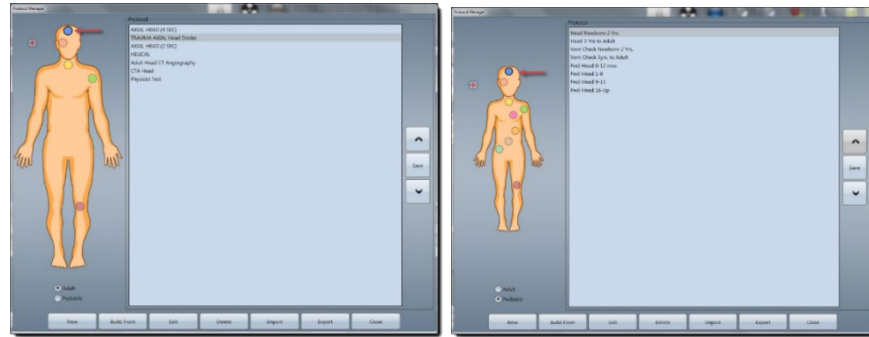 Protocol Manager
Protocol
AXIAL HEAD (4 SEC)
TRAUMA AXIAL Head Stroke
AXIAL HEAD (2 SEC)
HELICAL
Adult Head CT Angiography
CTA Head
Physicist Test
Save
Adult
Pediatric
New
Build From
Edit
Delete
Import
Export
Close
Protocol Manager
Protocol
Head Newborn-2 Yrs.
Head 3 Yrs to Adult
Vent Check Newborn-2 Yrs.
Vent Check 3yrs. to Adult
Ped Head 0-12 mos
Ped Head 1-8
Ped Head 9-15
Ped Head 16-Up
Save
Adult
Pediatric
New
Build From
Edit
Delete
Import
Export
Close